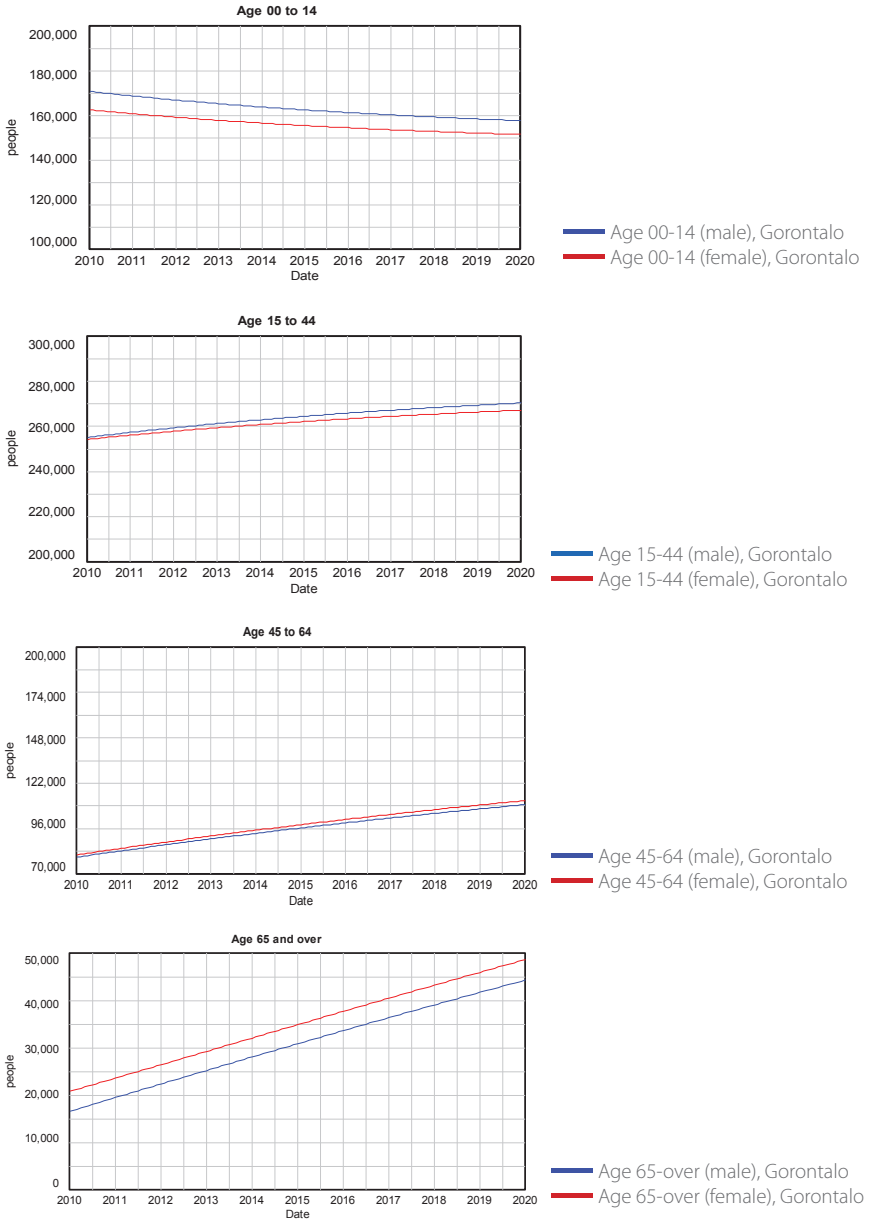 Age 00 to 14
200,000
180,000
160,000
140,000
120,000
100,000
people
2010 2011 2012 2013 2014 2015 2016 2017 2018 2019 2020
Date
Age 00-14 (male), Gorontalo
Age 00-14 (female), Gorontalo
Age 15 to 44
300,000
280,000
260,000
240,000
220,000
200,000
people
2010 2011 2012 2013 2014 2015 2016 2017 2018 2019 2020
Date
Age 15-44 (male), Gorontalo
Age 15-44 (female), Gorontalo
Age 45 to 64
200,000
174,000
148,000
122,000
96,000
70,000
people
2010 2011 2012 2013 2014 2015 2016 2017 2018 2019 2020
Date
Age 45-64 (male), Gorontalo
Age 45-64 (female), Gorontalo
Age 65 and over
50,000
40,000
30,000
20,000
10,000
0
people
2010 2011 2012 2013 2014 2015 2016 2017 2018 2019 2020
Date
Age 65-over (male), Gorontalo
Age 65-over (female), Gorontalo